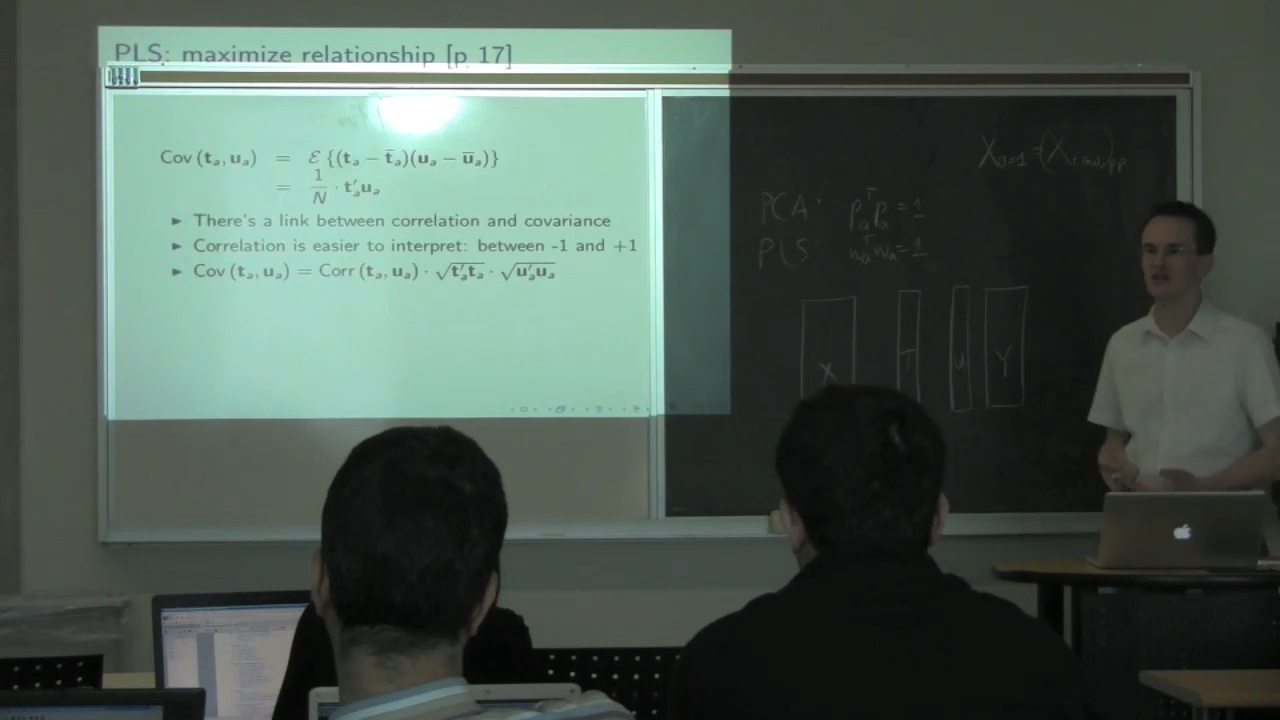 PLS: maximize relationship [p 17]
Cov (tₐ, uₐ) = ℰ {(tₐ − t̄ₐ)(uₐ − ūₐ)}
= 1/N · t′ₐuₐ
► There's a link between correlation and covariance
► Correlation is easier to interpret: between -1 and +1
► Cov (tₐ, uₐ) = Corr (tₐ, uₐ) · √t′ₐtₐ · √u′ₐuₐ
PCA: pₐᵀpₐ = 1
PLS: wₐᵀwₐ = 1
X T U Y